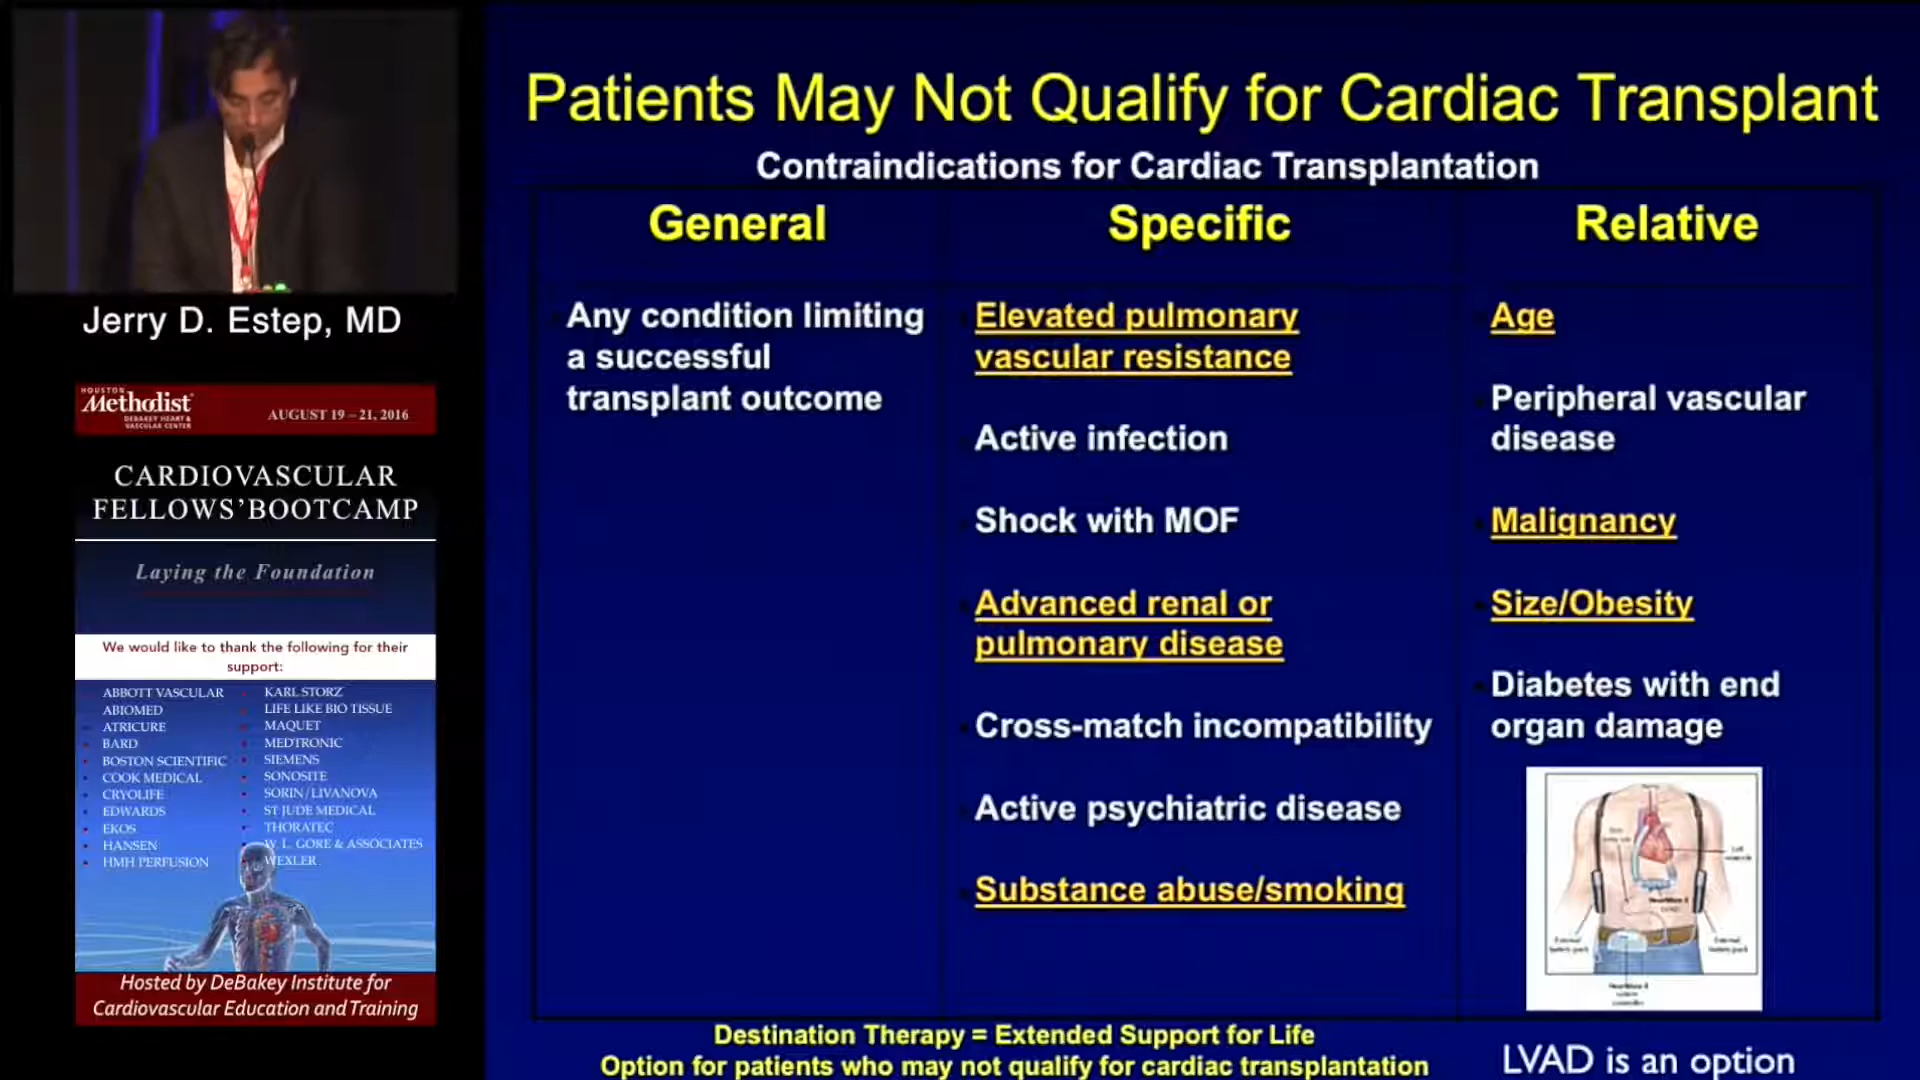 Patients May Not Qualify for Cardiac Transplant
Contraindications for Cardiac Transplantation
General
Any condition limiting
a successful
transplant outcome
Specific
Elevated pulmonary
vascular resistance
Active infection
Shock with MOF
Advanced renal or
pulmonary disease
Cross-match incompatibility
Active psychiatric disease
Substance abuse/smoking
Relative
Age
Peripheral vascular
disease
Malignancy
Size/Obesity
Diabetes with end
organ damage
Destination Therapy = Extended Support for Life
Option for patients who may not qualify for cardiac transplantation
LVAD is an option
Jerry D. Estep, MD
HOUSTON
Methodist
DEBAKEY HEART &
VASCULAR CENTER
AUGUST 19 – 21, 2016
CARDIOVASCULAR
FELLOWS’BOOTCAMP
Laying the Foundation
We would like to thank the following for their
support:
ABBOTT VASCULAR
ABIOMED
ATRICURE
BARD
BOSTON SCIENTIFIC
COOK MEDICAL
CRYOLIFE
EDWARDS
EKOS
HANSEN
HMH PERFUSION
KARL STORZ
LIFE LIKE BIO TISSUE
MAQUET
MEDTRONIC
SIEMENS
SONOSITE
SORIN/LIVANOVA
ST JUDE MEDICAL
THORATEC
W. L. GORE & ASSOCIATES
WEXLER
Hosted by DeBakey Institute for
Cardiovascular Education and Training